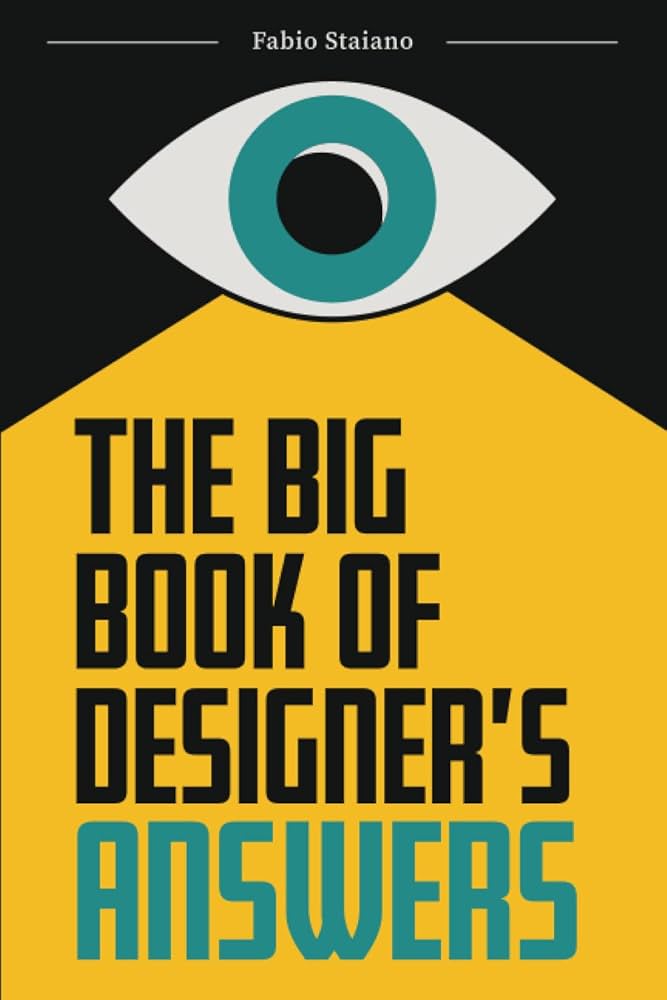 Fabio Staiano
THE BIG
BOOK OF
DESIGNER'S
ANSWERS